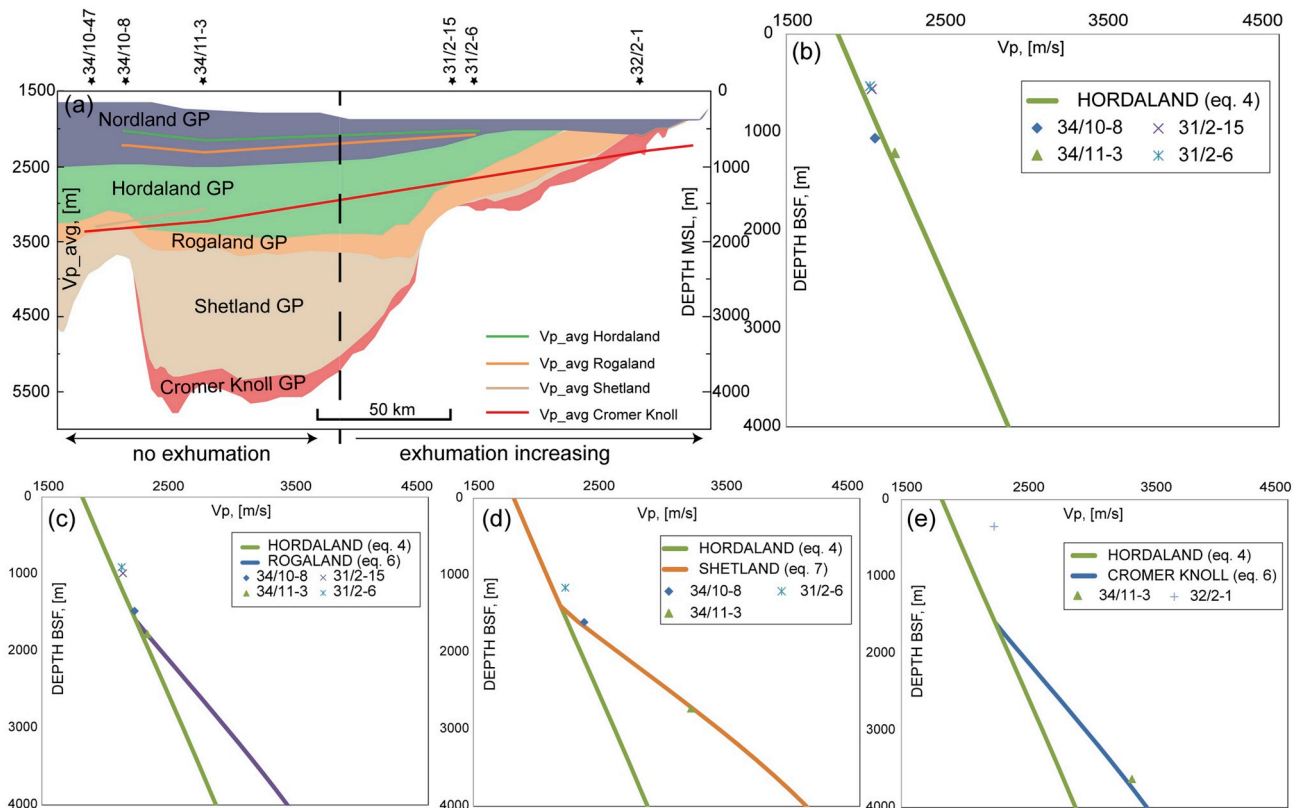 34/10-47
34/10-8
34/11-3
31/2-15
31/2-6
32/2-1
(a)
1500
2500
3500
4500
5500
Vp_avg, [m]
0
1000
2000
3000
4000
DEPTH MSL, [m]
Nordland GP
Hordaland GP
Rogaland GP
Shetland GP
Cromer Knoll GP
Vp_avg Hordaland
Vp_avg Rogaland
Vp_avg Shetland
Vp_avg Cromer Knoll
50 km
no exhumation
exhumation increasing
(b)
1500 2500 3500 4500
Vp, [m/s]
0
1000
2000
3000
4000
DEPTH BSF, [m]
HORDALAND (eq. 4)
34/10-8 31/2-15
34/11-3 31/2-6
(c)
1500 2500 3500 4500
Vp, [m/s]
0
1000
2000
3000
4000
DEPTH BSF, [m]
HORDALAND (eq. 4)
ROGALAND (eq. 6)
34/10-8 31/2-15
34/11-3 31/2-6
(d)
1500 2500 3500 4500
Vp, [m/s]
0
1000
2000
3000
4000
DEPTH BSF, [m]
HORDALAND (eq. 4)
SHETLAND (eq. 7)
34/10-8 31/2-6
34/11-3
(e)
1500 2500 3500 4500
Vp, [m/s]
0
1000
2000
3000
4000
DEPTH BSF, [m]
HORDALAND (eq. 4)
CROMER KNOLL (eq. 6)
34/11-3 32/2-1